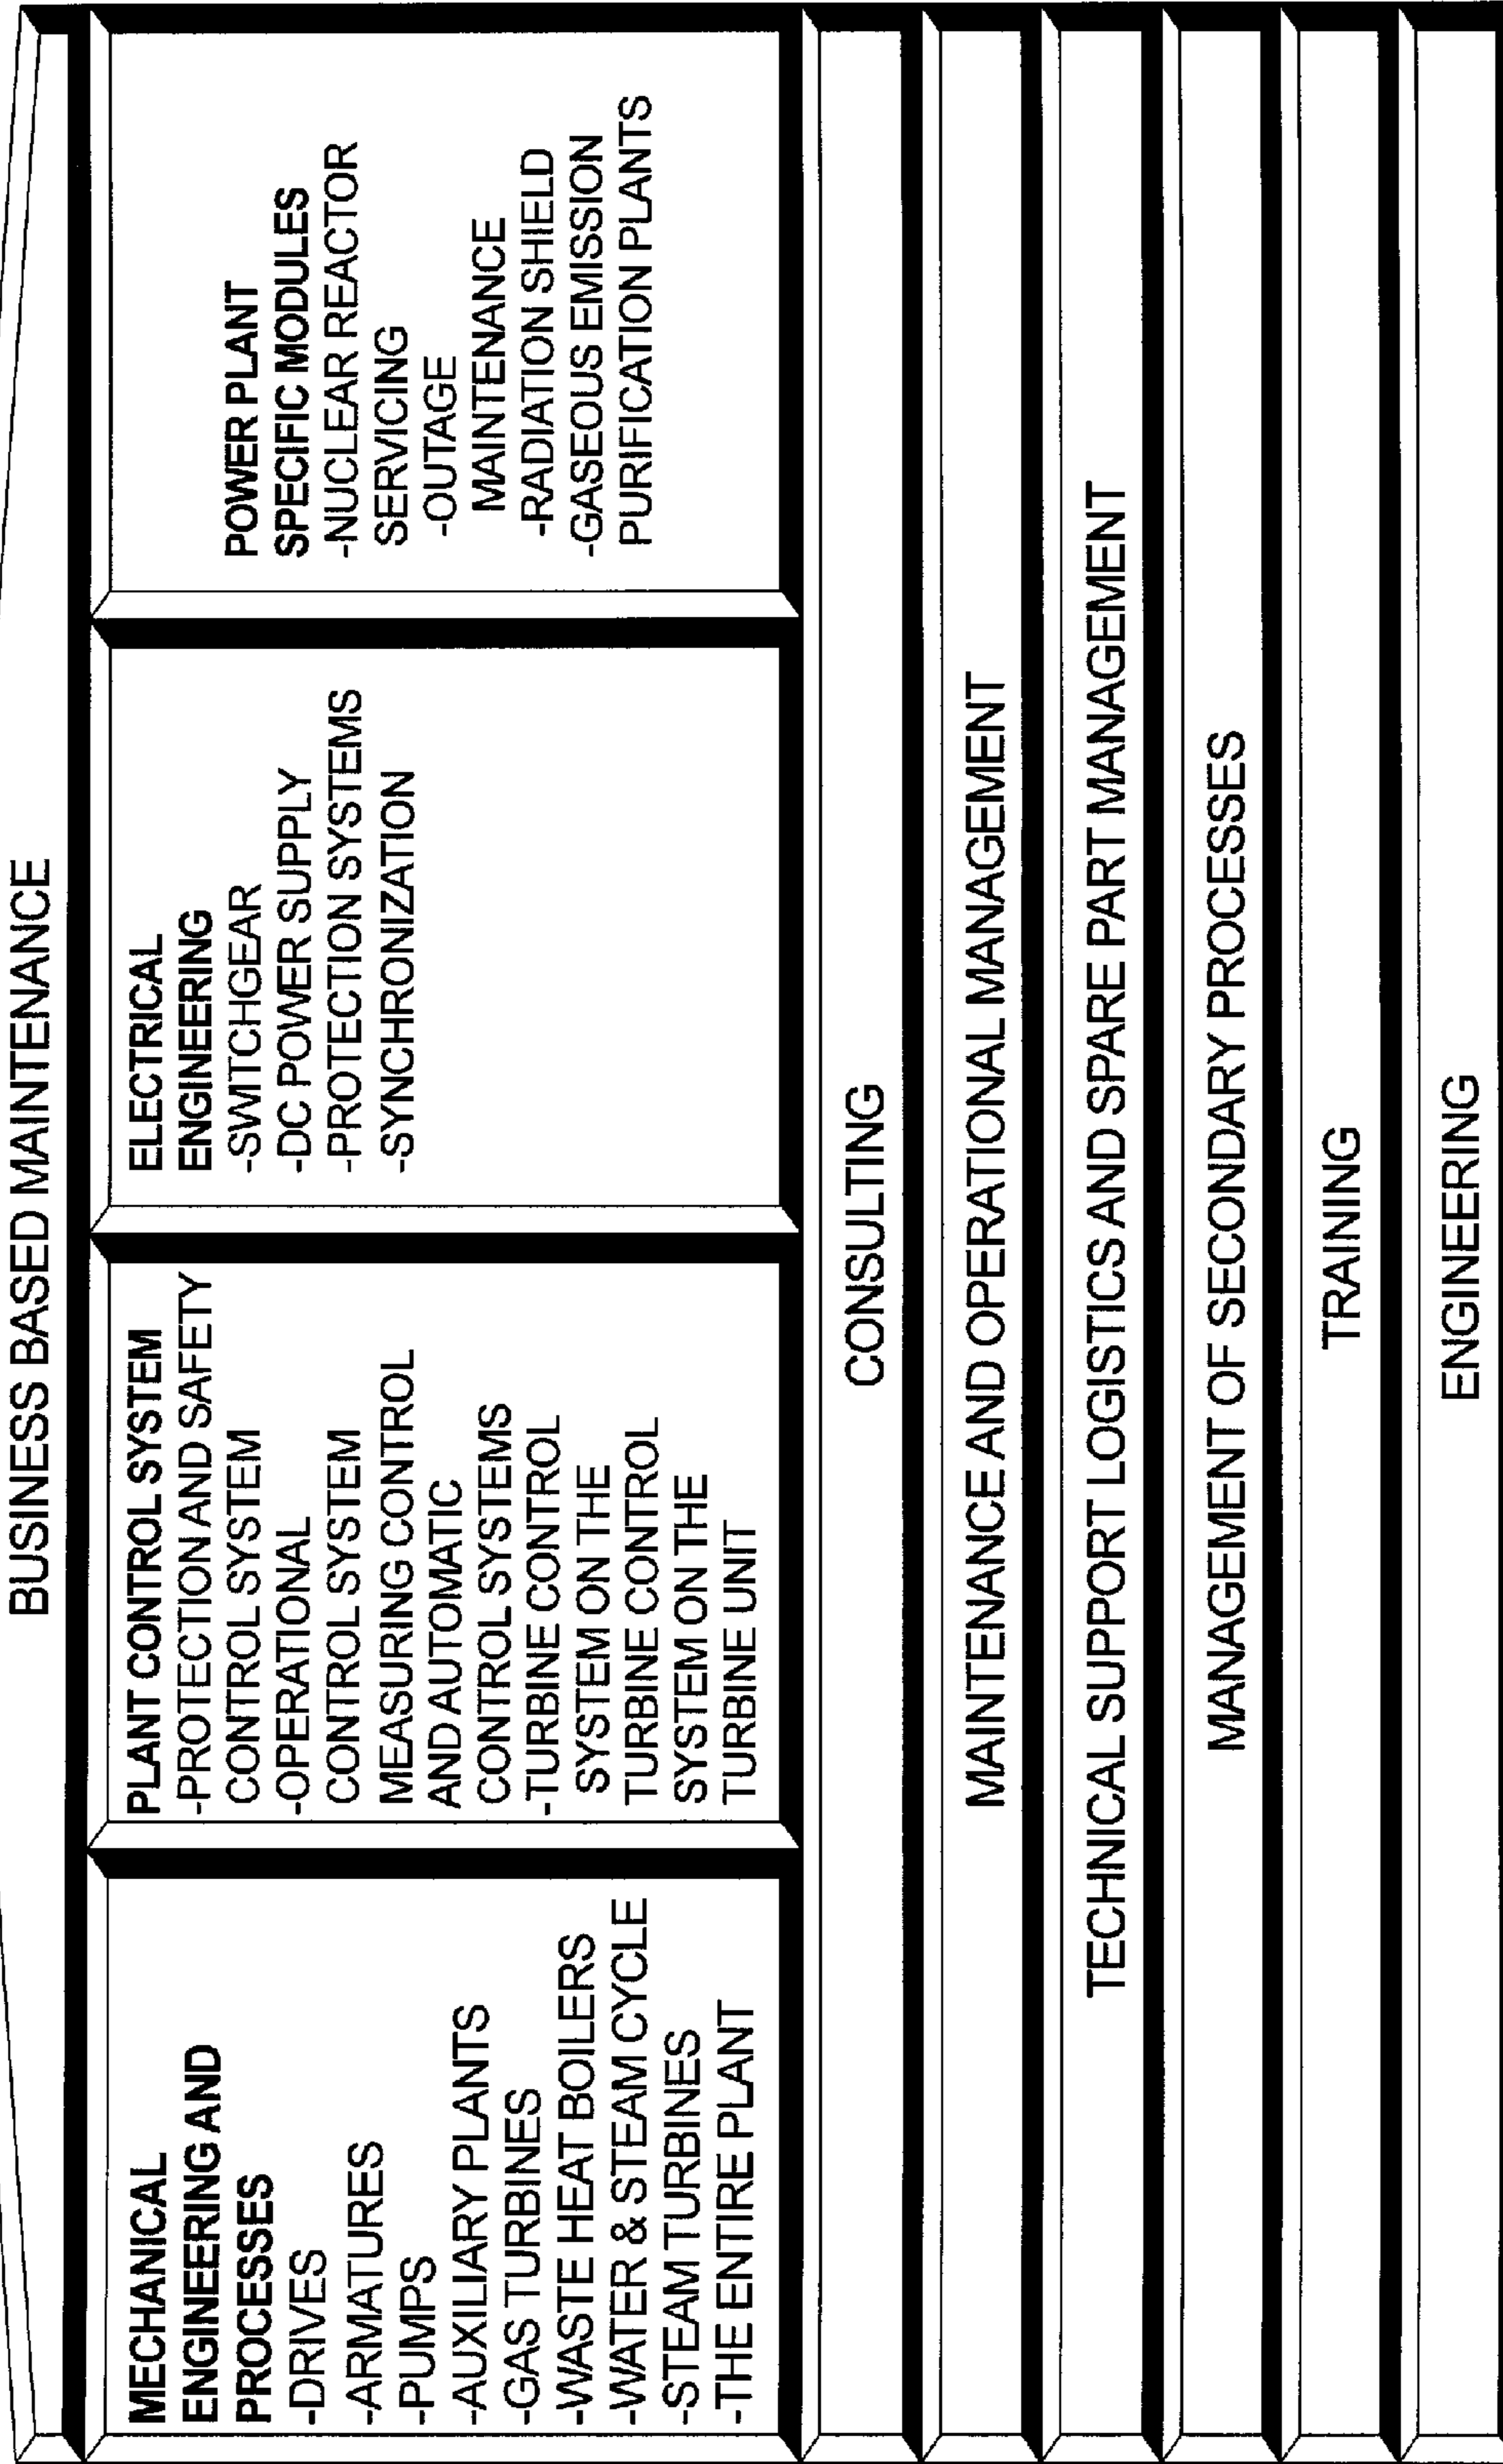 BUSINESS BASED MAINTENANCE
MECHANICAL
ENGINEERING AND
PROCESSES
-DRIVES
-ARMATURES
-PUMPS
-AUXILIARY PLANTS
-GAS TURBINES
-WASTE HEAT BOILERS
-WATER & STEAM CYCLE
-STEAM TURBINES
-THE ENTIRE PLANT
PLANT CONTROL SYSTEM
-PROTECTION AND SAFETY
CONTROL SYSTEM
-OPERATIONAL
CONTROL SYSTEM
MEASURING CONTROL
AND AUTOMATIC
CONTROL SYSTEMS
-TURBINE CONTROL
SYSTEM ON THE
TURBINE CONTROL
SYSTEM ON THE
TURBINE UNIT
ELECTRICAL
ENGINEERING
-SWITCHGEAR
-DC POWER SUPPLY
-PROTECTION SYSTEMS
-SYNCHRONIZATION
POWER PLANT
SPECIFIC MODULES
-NUCLEAR REACTOR
SERVICING
-OUTAGE
MAINTENANCE
-RADIATION SHIELD
-GASEOUS EMISSION
PURIFICATION PLANTS
CONSULTING
MAINTENANCE AND OPERATIONAL MANAGEMENT
TECHNICAL SUPPORT LOGISTICS AND SPARE PART MANAGEMENT
MANAGEMENT OF SECONDARY PROCESSES
TRAINING
ENGINEERING